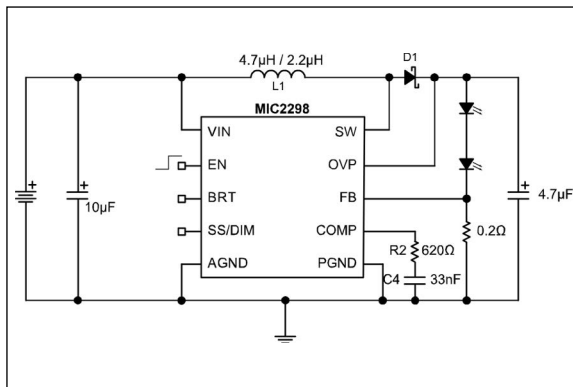 4.7µH / 2.2µH
L1
D1
MIC2298
VIN
SW
EN
OVP
BRT
FB
SS/DIM
COMP
AGND
PGND
+
10µF
+
R2
620Ω
C4
33nF
0.2Ω
+
4.7µF